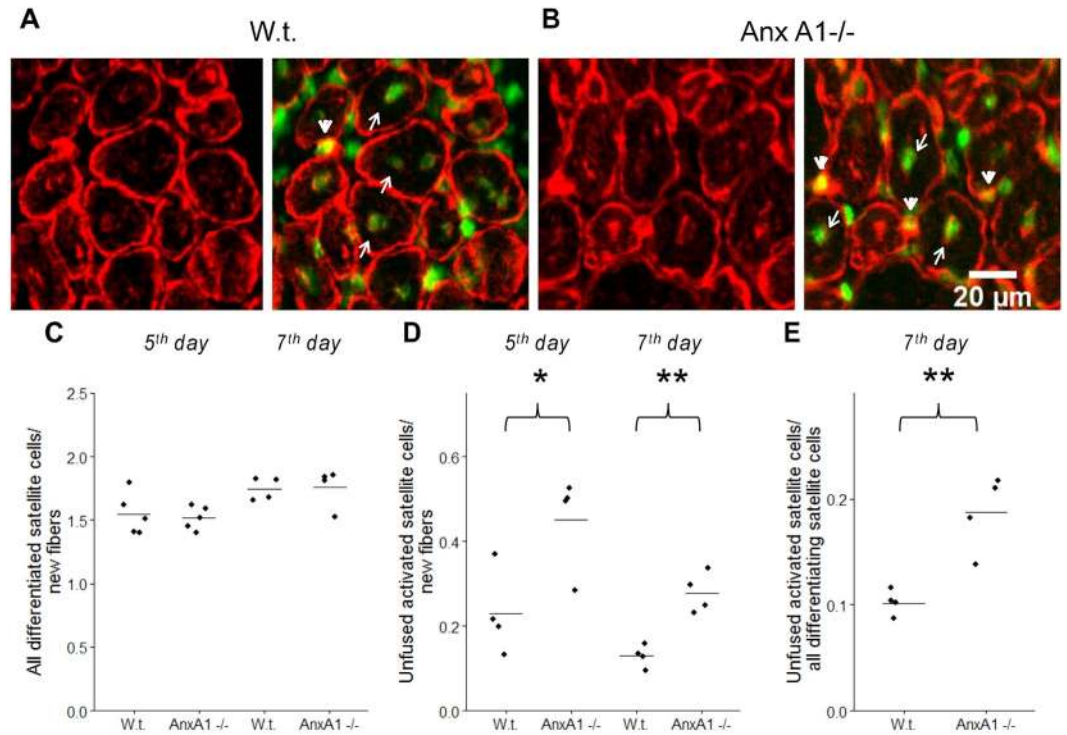 A
W.t.
B
Anx A1-/-
20 µm
C
5th day
7th day
All differentiated satellite cells/
new fibers
2.5
2.0
1.5
1.0
0.5
0.0
W.t.
AnxA1 -/-
W.t.
AnxA1 -/-
D
5th day
7th day
*
**
Unfused activated satellite cells/
new fibers
0.6
0.4
0.2
0.0
W.t.
AnxA1 -/-
W.t.
AnxA1 -/-
E
7th day
**
Unfused activated satellite cells/
all differentiating satellite cells
0.2
0.1
0.0
W.t.
AnxA1 -/-